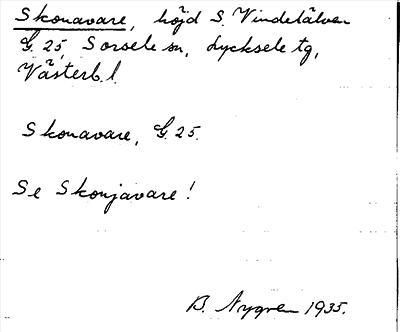 Skonavare, höjd S. Vindelälven
G. 25, Sorsele sn, Lycksele tg,
Västerb. l.
Skonavare, G. 25.
Se Skonjavare!
B. Nygren 1935.